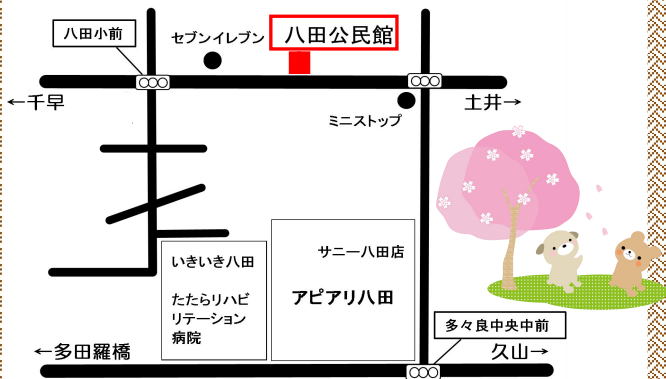 八田小前
セブンイレブン
八田公民館
←千早
土井→
ミニストップ
いきいき八田
たたらリハビ
リテーション
病院
サニー八田店
アピアリ八田
多々良中央中前
←多田羅橋
久山→